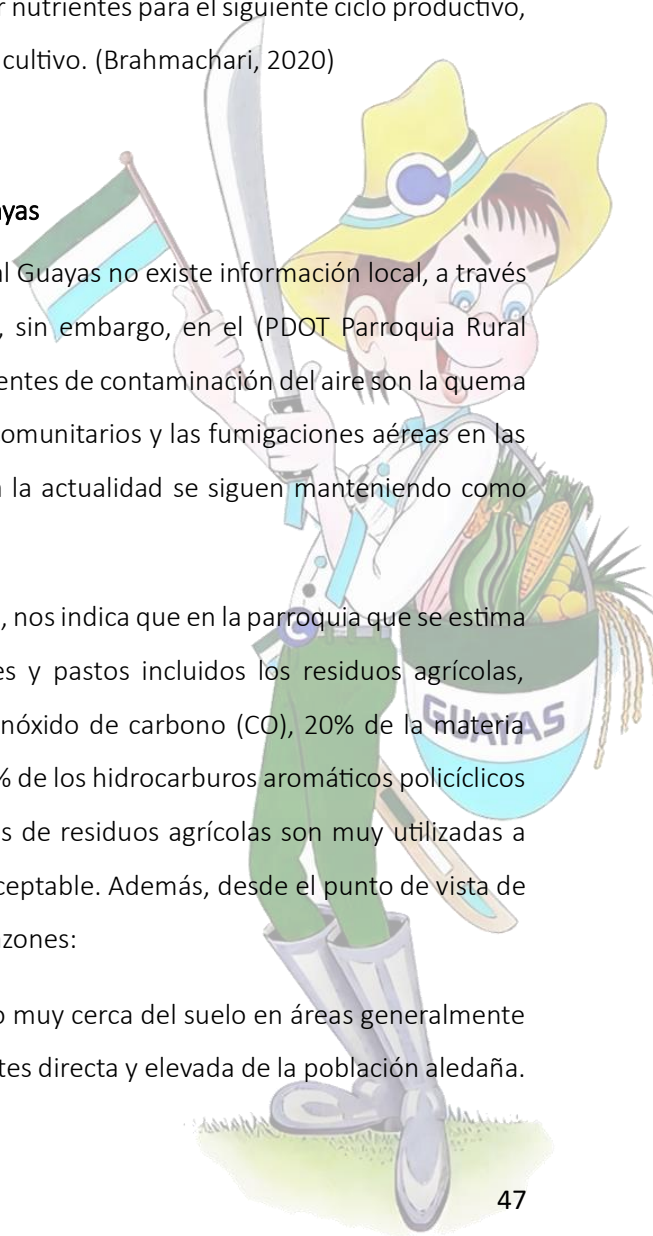 r nutrientes para el siguiente ciclo productivo,
cultivo. (Brahmachari, 2020)
ayas
al Guayas no existe información local, a través
, sin embargo, en el (PDOT Parroquia Rural
entes de contaminación del aire son la quema
omunitarios y las fumigaciones aéreas en las
la actualidad se siguen manteniendo como
, nos indica que en la parroquia que se estima
es y pastos incluidos los residuos agrícolas,
nóxido de carbono (CO), 20% de la materia
% de los hidrocarburos aromáticos policíclicos
s de residuos agrícolas son muy utilizadas a
ceptable. Además, desde el punto de vista de
azones:
o muy cerca del suelo en áreas generalmente
tes directa y elevada de la población aledaña.
GUAYAS
47